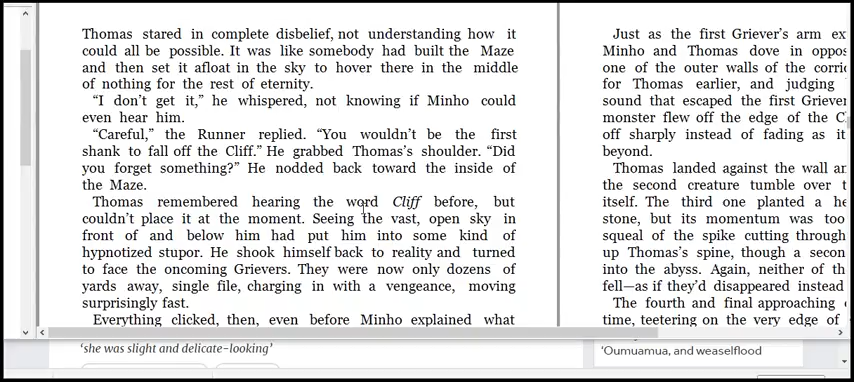 Thomas stared in complete disbelief, not understanding how it
could all be possible. It was like somebody had built the Maze
and then set it afloat in the sky to hover there in the middle
of nothing for the rest of eternity.
“I don’t get it,” he whispered, not knowing if Minho could
even hear him.
“Careful,” the Runner replied. “You wouldn’t be the first
shank to fall off the Cliff.” He grabbed Thomas’s shoulder. “Did
you forget something?” He nodded back toward the inside of
the Maze.
Thomas remembered hearing the word Cliff before, but
couldn’t place it at the moment. Seeing the vast, open sky in
front of and below him had put him into some kind of
hypnotized stupor. He shook himself back to reality and turned
to face the oncoming Grievers. They were now only dozens of
yards away, single file, charging in with a vengeance, moving
surprisingly fast.
Everything clicked, then, even before Minho explained what
Just as the first Griever’s arm ex
Minho and Thomas dove in oppos
one of the outer walls of the corri
for Thomas earlier, and judging
sound that escaped the first Griever
monster flew off the edge of the C
off sharply instead of fading as it
beyond.
Thomas landed against the wall an
the second creature tumble over t
itself. The third one planted a he
stone, but its momentum was too
squeal of the spike cutting through
up Thomas’s spine, though a secon
into the abyss. Again, neither of th
fell—as if they’d disappeared instead
The fourth and final approaching
time, teetering on the very edge of
‘she was slight and delicate-looking’
‘Oumuamua, and weaselflood